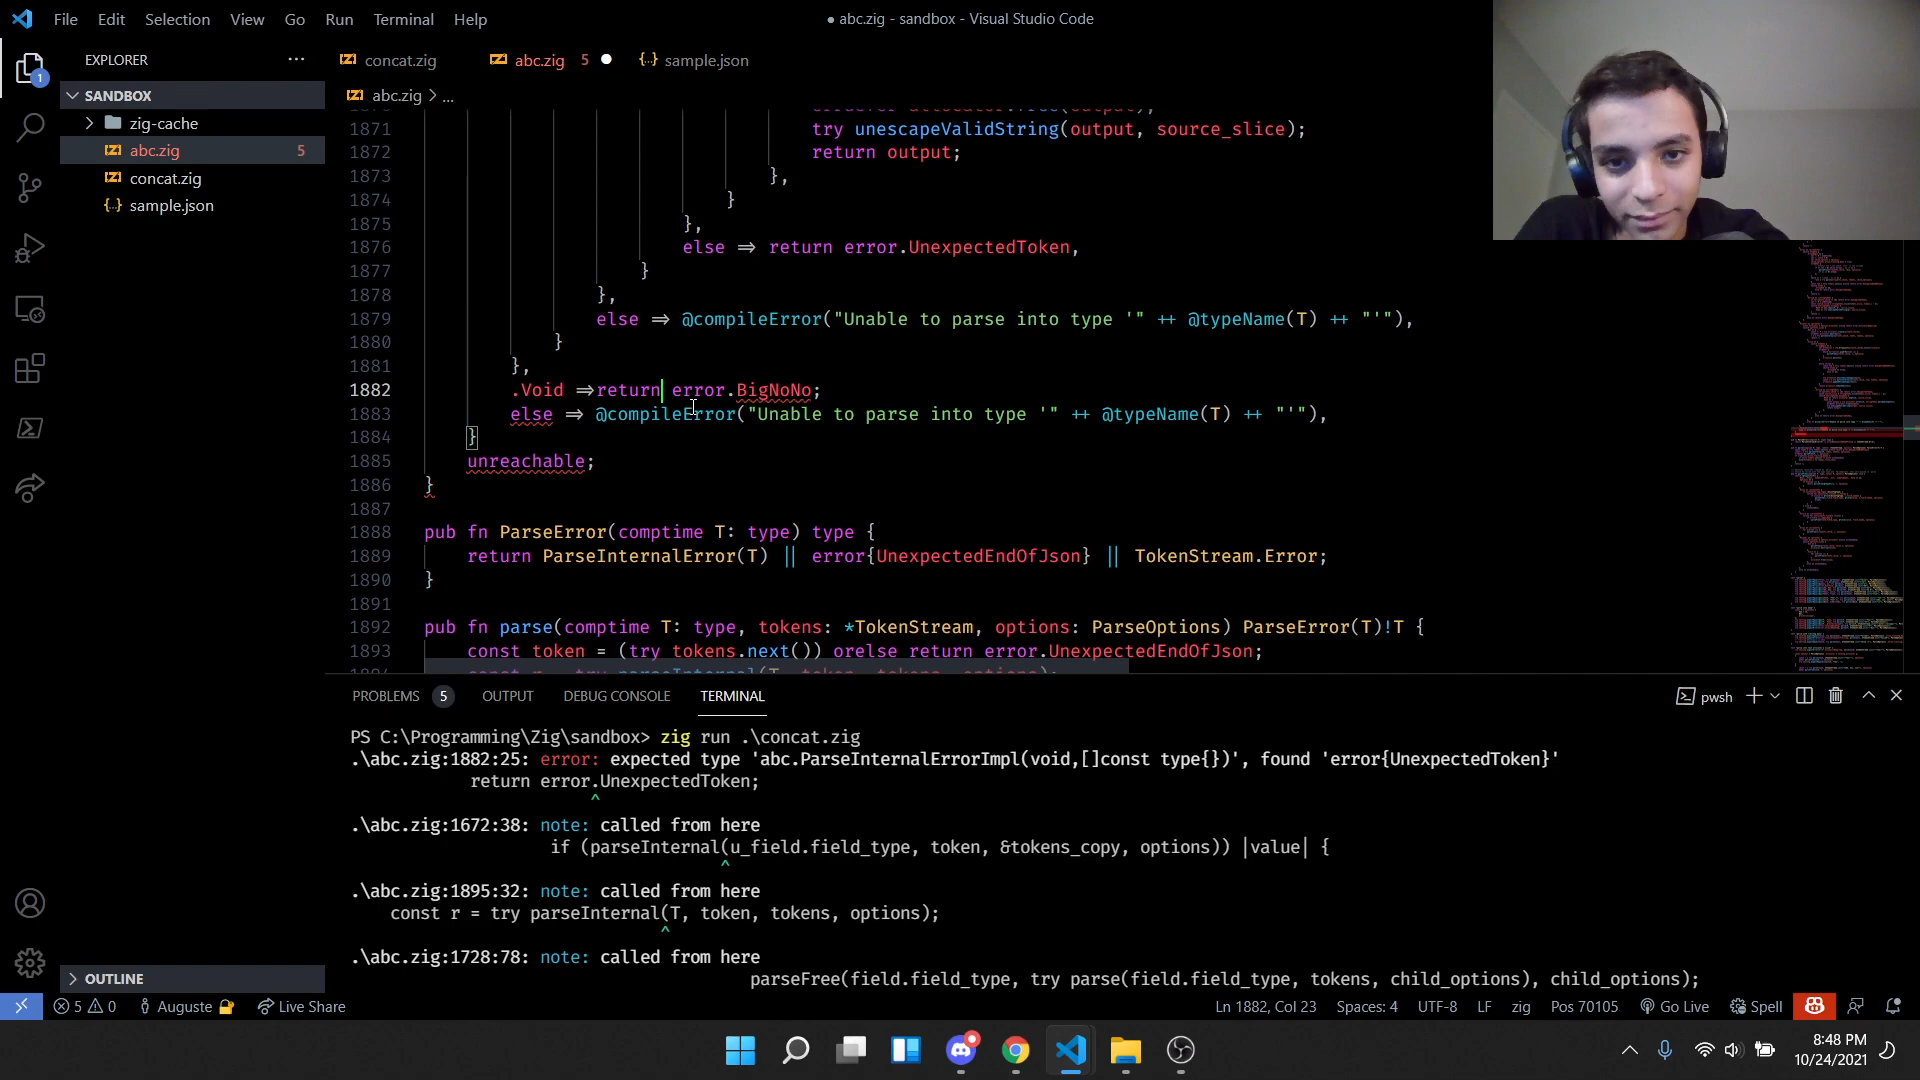 File Edit Selection View Go Run Terminal Help
● abc.zig - sandbox - Visual Studio Code
EXPLORER ...
concat.zig abc.zig 5 ● {} sample.json
1
SANDBOX
abc.zig > ...
zig-cache
abc.zig 5
concat.zig
{} sample.json
1871 try unescapeValidString(output, source_slice);
1872 return output;
1873 },
1874 }
1875 },
1876 else => return error.UnexpectedToken,
1877 }
1878 },
1879 else => @compileError("Unable to parse into type '" ++ @typeName(T) ++ "'"),
1880 }
1881 },
1882 .Void =>return error.BigNoNo;
1883 else => @compileError("Unable to parse into type '" ++ @typeName(T) ++ "'"),
1884 }
1885 unreachable;
1886 }
1887
1888 pub fn ParseError(comptime T: type) type {
1889 return ParseInternalError(T) || error{UnexpectedEndOfJson} || TokenStream.Error;
1890 }
1891
1892 pub fn parse(comptime T: type, tokens: *TokenStream, options: ParseOptions) ParseError(T)!T {
1893 const token = (try tokens.next()) orelse return error.UnexpectedEndOfJson;
PROBLEMS 5 OUTPUT DEBUG CONSOLE TERMINAL
pwsh
PS C:\Programming\Zig\sandbox> zig run .\concat.zig
.\abc.zig:1882:25: error: expected type 'abc.ParseInternalErrorImpl(void,[]const type{})', found 'error{UnexpectedToken}'
return error.UnexpectedToken;
^
.\abc.zig:1672:38: note: called from here
if (parseInternal(u_field.field_type, token, &tokens_copy, options)) |value| {
^
.\abc.zig:1895:32: note: called from here
const r = try parseInternal(T, token, tokens, options);
^
.\abc.zig:1728:78: note: called from here
parseFree(field.field_type, try parse(field.field_type, tokens, child_options), child_options);
OUTLINE
5 0 Auguste Live Share
Ln 1882, Col 23 Spaces: 4 UTF-8 LF zig Pos 70105 Go Live Spell
8:48 PM
10/24/2021